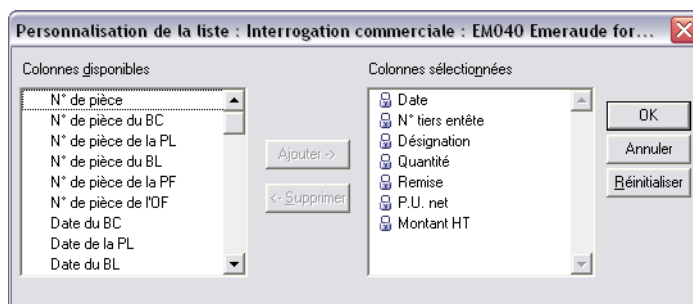 Personnalisation de la liste : Interrogation commerciale : EM040 Emeraude for...
Colonnes disponibles
N° de pièce
N° de pièce du BC
N° de pièce de la PL
N° de pièce du BL
N° de pièce de la PF
N° de pièce de l'OF
Date du BC
Date de la PL
Date du BL
Ajouter ->
<- Supprimer
Colonnes sélectionnées
Date
N° tiers entête
Désignation
Quantité
Remise
P.U. net
Montant HT
OK
Annuler
Réinitialiser